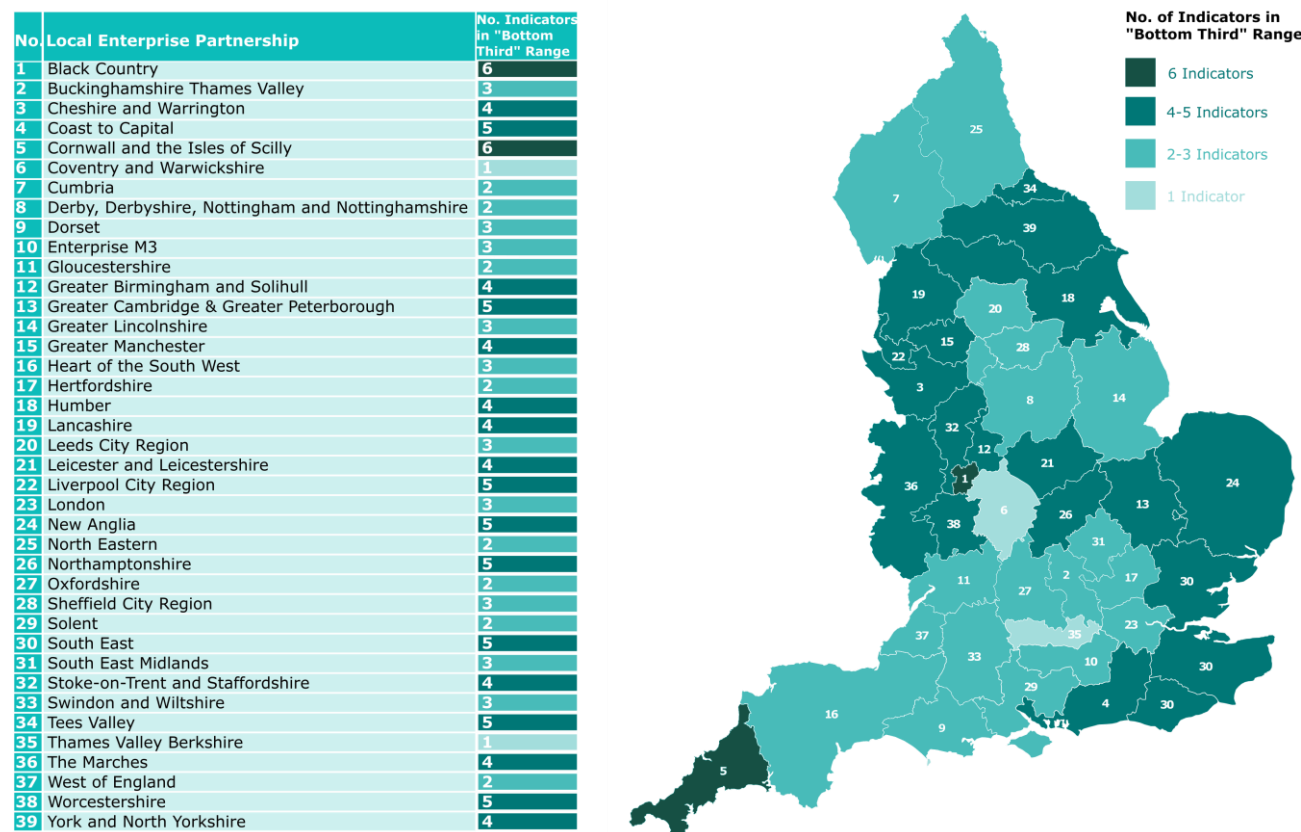 No. Local Enterprise Partnership No. Indicators
in "Bottom
Third" Range
1 Black Country 6
2 Buckinghamshire Thames Valley 3
3 Cheshire and Warrington 4
4 Coast to Capital 5
5 Cornwall and the Isles of Scilly 6
6 Coventry and Warwickshire 1
7 Cumbria 2
8 Derby, Derbyshire, Nottingham and Nottinghamshire 2
9 Dorset 3
10 Enterprise M3 3
11 Gloucestershire 2
12 Greater Birmingham and Solihull 4
13 Greater Cambridge & Greater Peterborough 5
14 Greater Lincolnshire 3
15 Greater Manchester 4
16 Heart of the South West 3
17 Hertfordshire 2
18 Humber 4
19 Lancashire 4
20 Leeds City Region 3
21 Leicester and Leicestershire 4
22 Liverpool City Region 5
23 London 3
24 New Anglia 5
25 North Eastern 2
26 Northamptonshire 5
27 Oxfordshire 2
28 Sheffield City Region 3
29 Solent 2
30 South East 5
31 South East Midlands 3
32 Stoke-on-Trent and Staffordshire 4
33 Swindon and Wiltshire 3
34 Tees Valley 5
35 Thames Valley Berkshire 1
36 The Marches 4
37 West of England 2
38 Worcestershire 5
39 York and North Yorkshire 4
No. of Indicators in
"Bottom Third" Range
6 Indicators
4-5 Indicators
2-3 Indicators
1 Indicator
25
34
7
39
19
18
20
15
28
22
3
8
14
32
12
21
24
1
36
13
6
26
38
31
11
2
17
30
27
23
37
35
33
10
30
29
4
30
16
9
5